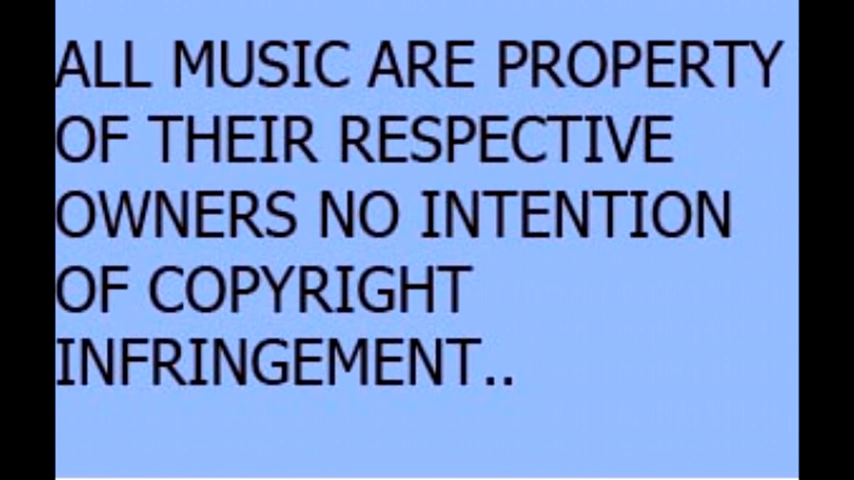 ALL MUSIC ARE PROPERTY
OF THEIR RESPECTIVE
OWNERS NO INTENTION
OF COPYRIGHT
INFRINGEMENT..